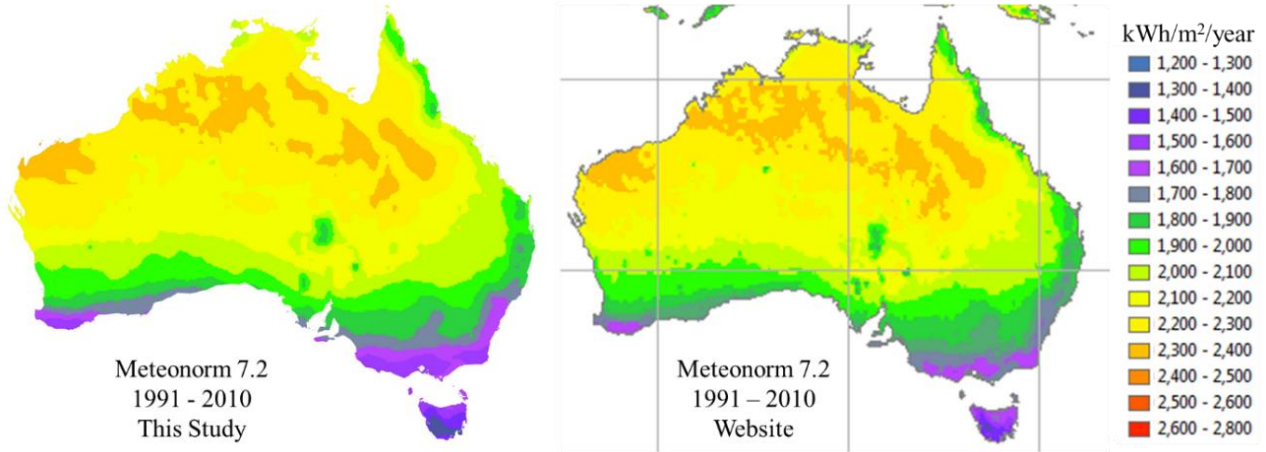 Meteonorm 7.2
1991 - 2010
This Study
Meteonorm 7.2
1991 – 2010
Website
kWh/m²/year
1,200 - 1,300
1,300 - 1,400
1,400 - 1,500
1,500 - 1,600
1,600 - 1,700
1,700 - 1,800
1,800 - 1,900
1,900 - 2,000
2,000 - 2,100
2,100 - 2,200
2,200 - 2,300
2,300 - 2,400
2,400 - 2,500
2,500 - 2,600
2,600 - 2,800